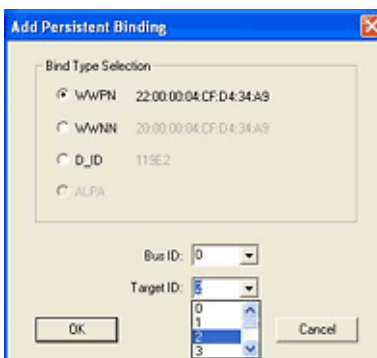 Add Persistent Binding
Bind Type Selection
WWPN 22:00:00:04:CF:D4:34:A9
WWNN 20:00:00:04:CF:D4:34:A9
D_ID 119E2
ALPA
Bus ID: 0
Target ID: 2
0
1
2
3
OK Cancel